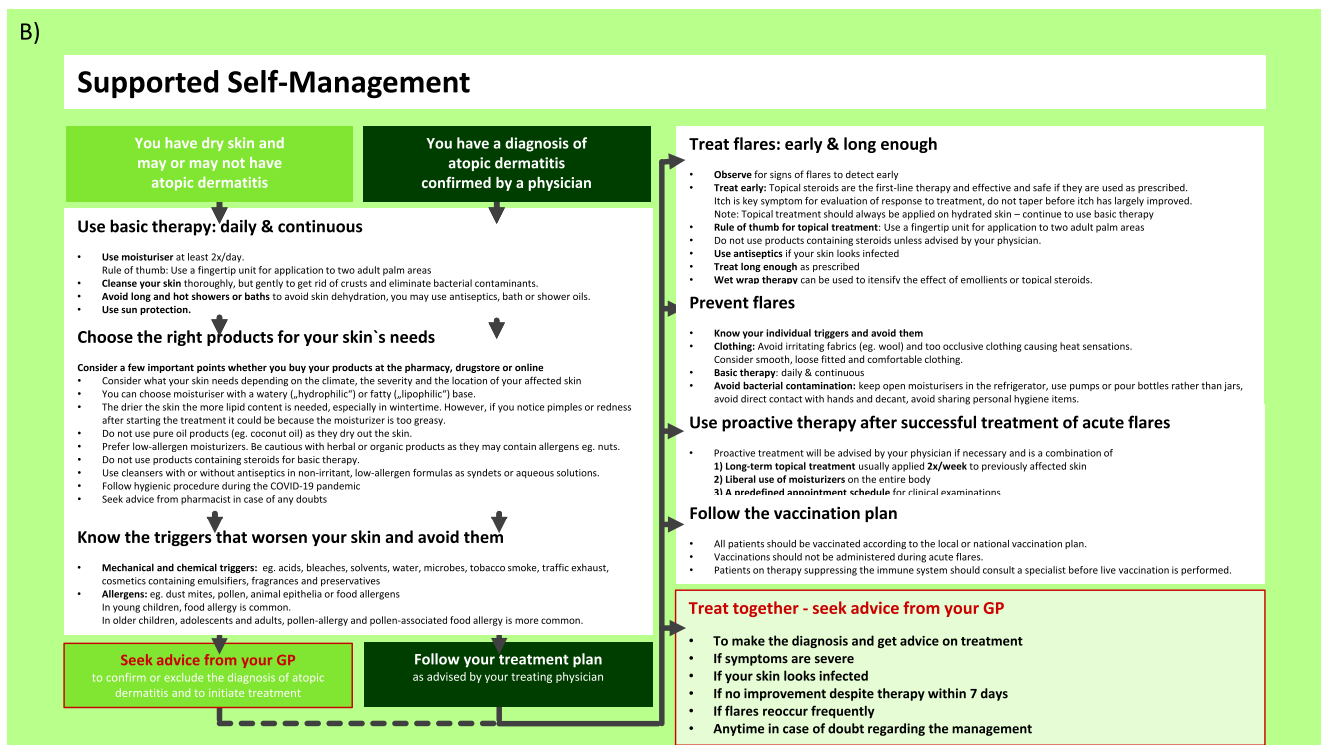 B)
Supported Self-Management
You have dry skin and
may or may not have
atopic dermatitis
You have a diagnosis of
atopic dermatitis
confirmed by a physician
Use basic therapy: daily & continuous
• Use moisturiser at least 2x/day.
Rule of thumb: Use a fingertip unit for application to two adult palm areas
• Cleanse your skin thoroughly, but gently to get rid of crusts and eliminate bacterial contaminants.
• Avoid long and hot showers or baths to avoid skin dehydration, you may use antiseptics, bath or shower oils.
• Use sun protection.
Choose the right products for your skin`s needs
Consider a few important points whether you buy your products at the pharmacy, drugstore or online
• Consider what your skin needs depending on the climate, the severity and the location of your affected skin
• You can choose moisturiser with a watery („hydrophilic“) or fatty („lipophilic“) base.
• The drier the skin the more lipid content is needed, especially in wintertime. However, if you notice pimples or redness
after starting the treatment it could be because the moisturizer is too greasy.
• Do not use pure oil products (eg. coconut oil) as they dry out the skin.
• Prefer low-allergen moisturizers. Be cautious with herbal or organic products as they may contain allergens eg. nuts.
• Do not use products containing steroids for basic therapy.
• Use cleansers with or without antiseptics in non-irritant, low-allergen formulas as syndets or aqueous solutions.
• Follow hygienic procedure during the COVID-19 pandemic
• Seek advice from pharmacist in case of any doubts
Know the triggers that worsen your skin and avoid them
• Mechanical and chemical triggers: eg. acids, bleaches, solvents, water, microbes, tobacco smoke, traffic exhaust,
cosmetics containing emulsifiers, fragrances and preservatives
• Allergens: eg. dust mites, pollen, animal epithelia or food allergens
In young children, food allergy is common.
In older children, adolescents and adults, pollen-allergy and pollen-associated food allergy is more common.
Seek advice from your GP
to confirm or exclude the diagnosis of atopic
dermatitis and to initiate treatment
Follow your treatment plan
as advised by your treating physician
Treat flares: early & long enough
• Observe for signs of flares to detect early
• Treat early: Topical steroids are the first-line therapy and effective and safe if they are used as prescribed.
Itch is key symptom for evaluation of response to treatment, do not taper before itch has largely improved.
Note: Topical treatment should always be applied on hydrated skin – continue to use basic therapy
• Rule of thumb for topical treatment: Use a fingertip unit for application to two adult palm areas
• Do not use products containing steroids unless advised by your physician.
• Use antiseptics if your skin looks infected
• Treat long enough as prescribed
• Wet wrap therapy can be used to itensify the effect of emollients or topical steroids.
Prevent flares
• Know your individual triggers and avoid them
• Clothing: Avoid irritating fabrics (eg. wool) and too occlusive clothing causing heat sensations.
Consider smooth, loose fitted and comfortable clothing.
• Basic therapy: daily & continuous
• Avoid bacterial contamination: keep open moisturisers in the refrigerator, use pumps or pour bottles rather than jars,
avoid direct contact with hands and decant, avoid sharing personal hygiene items.
Use proactive therapy after successful treatment of acute flares
• Proactive treatment will be advised by your physician if necessary and is a combination of
1) Long-term topical treatment usually applied 2x/week to previously affected skin
2) Liberal use of moisturizers on the entire body
3) A predefined appointment schedule for clinical examinations
Follow the vaccination plan
• All patients should be vaccinated according to the local or national vaccination plan.
• Vaccinations should not be administered during acute flares.
• Patients on therapy suppressing the immune system should consult a specialist before live vaccination is performed.
Treat together - seek advice from your GP
• To make the diagnosis and get advice on treatment
• If symptoms are severe
• If your skin looks infected
• If no improvement despite therapy within 7 days
• If flares reoccur frequently
• Anytime in case of doubt regarding the management